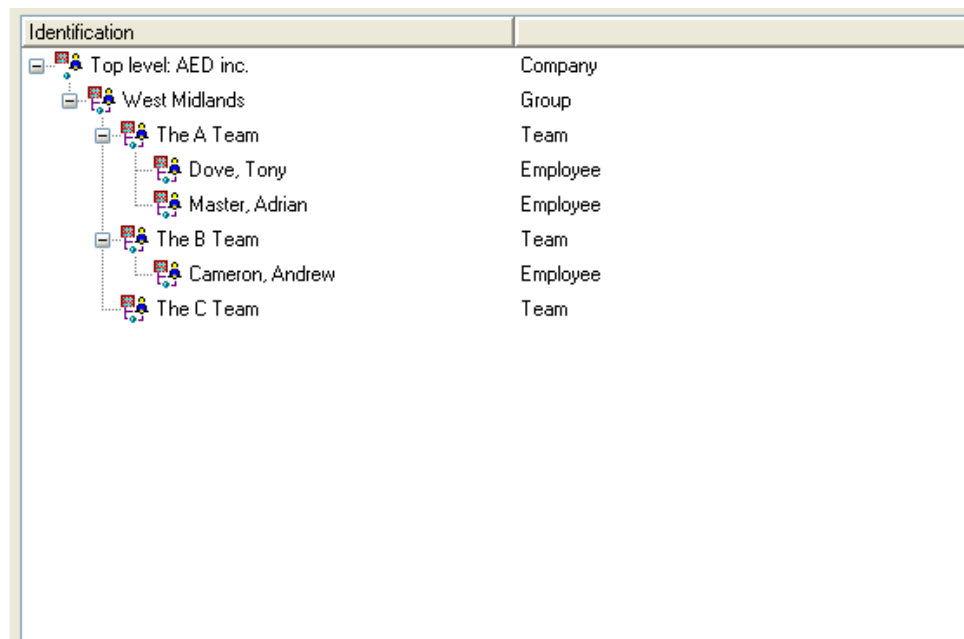 Identification
Top level: AED inc. Company
West Midlands Group
The A Team Team
Dove, Tony Employee
Master, Adrian Employee
The B Team Team
Cameron, Andrew Employee
The C Team Team